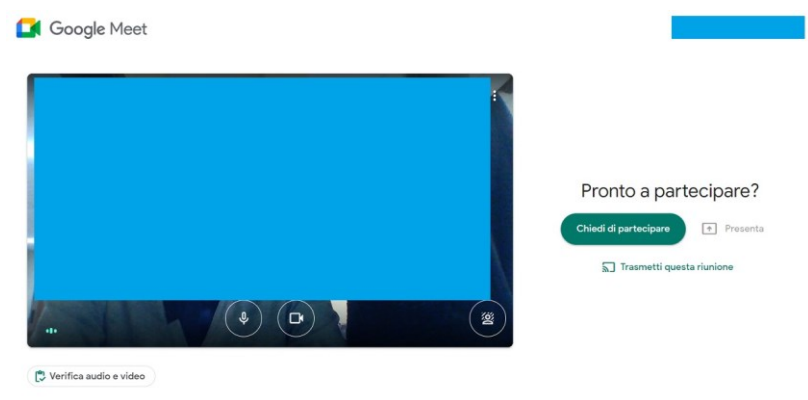 Google Meet
Pronto a partecipare?
Chiedi di partecipare
Presenta
Trasmetti questa riunione
Verifica audio e video